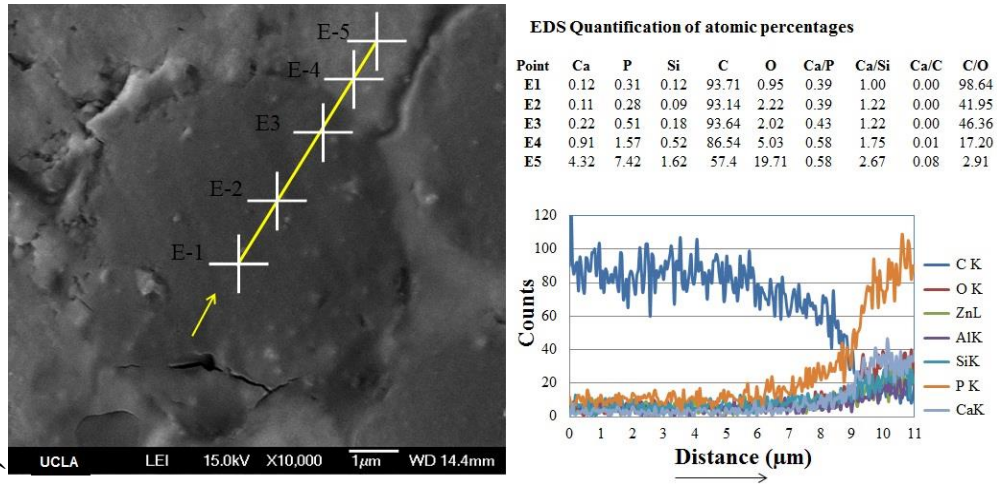 E-5
E-4
E3
E-2
E-1
UCLA LEI 15.0kV X10,000 1µm WD 14.4mm
EDS Quantification of atomic percentages
Point Ca P Si C O Ca/P Ca/Si Ca/C C/O
E1 0.12 0.31 0.12 93.71 0.95 0.39 1.00 0.00 98.64
E2 0.11 0.28 0.09 93.14 2.22 0.39 1.22 0.00 41.95
E3 0.22 0.51 0.18 93.64 2.02 0.43 1.22 0.00 46.36
E4 0.91 1.57 0.52 86.54 5.03 0.58 1.75 0.01 17.20
E5 4.32 7.42 1.62 57.4 19.71 0.58 2.67 0.08 2.91
120
100
80
60
40
20
0
Counts
0 1 2 3 4 5 6 7 8 9 10 11
Distance (µm)
C K
O K
ZnL
AlK
SiK
P K
CaK